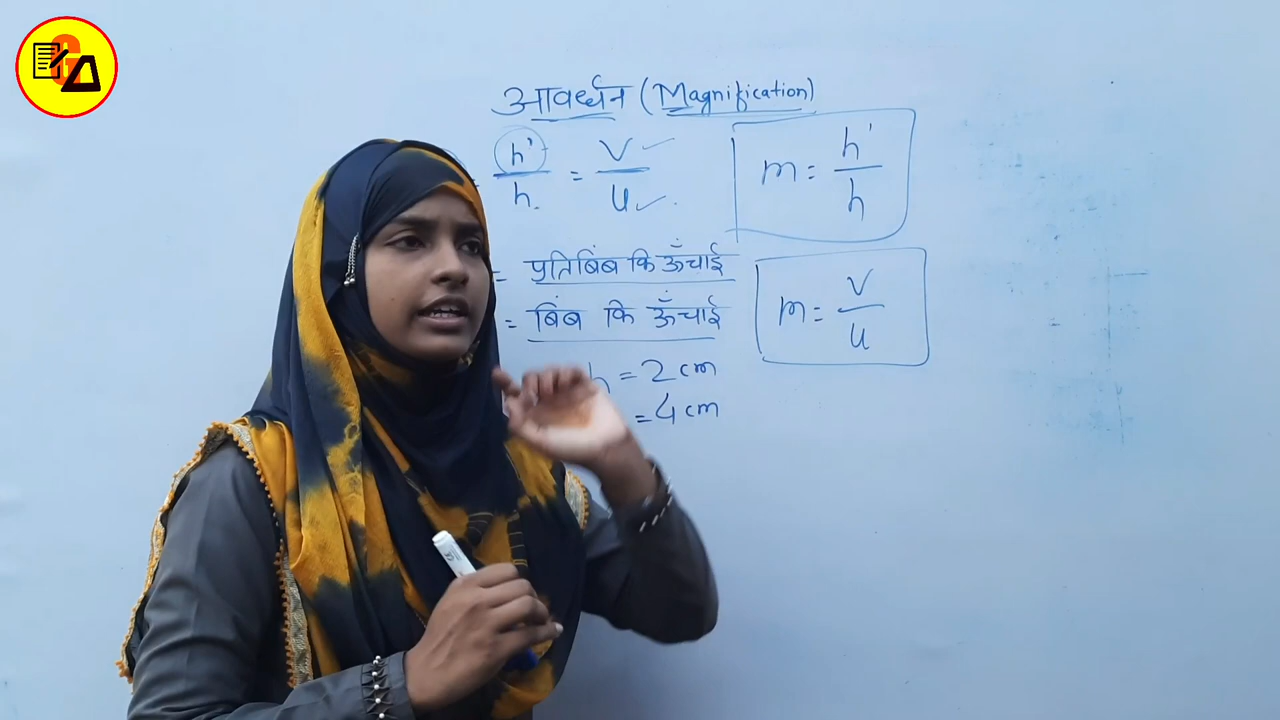 आवर्ध्धन (Magnification)
h' / h = v / u
m = h' / h
= प्रतिबिंब कि ऊँचाई
= बिंब कि ऊँचाई
m = v / u
h = 2 cm
= 4 cm